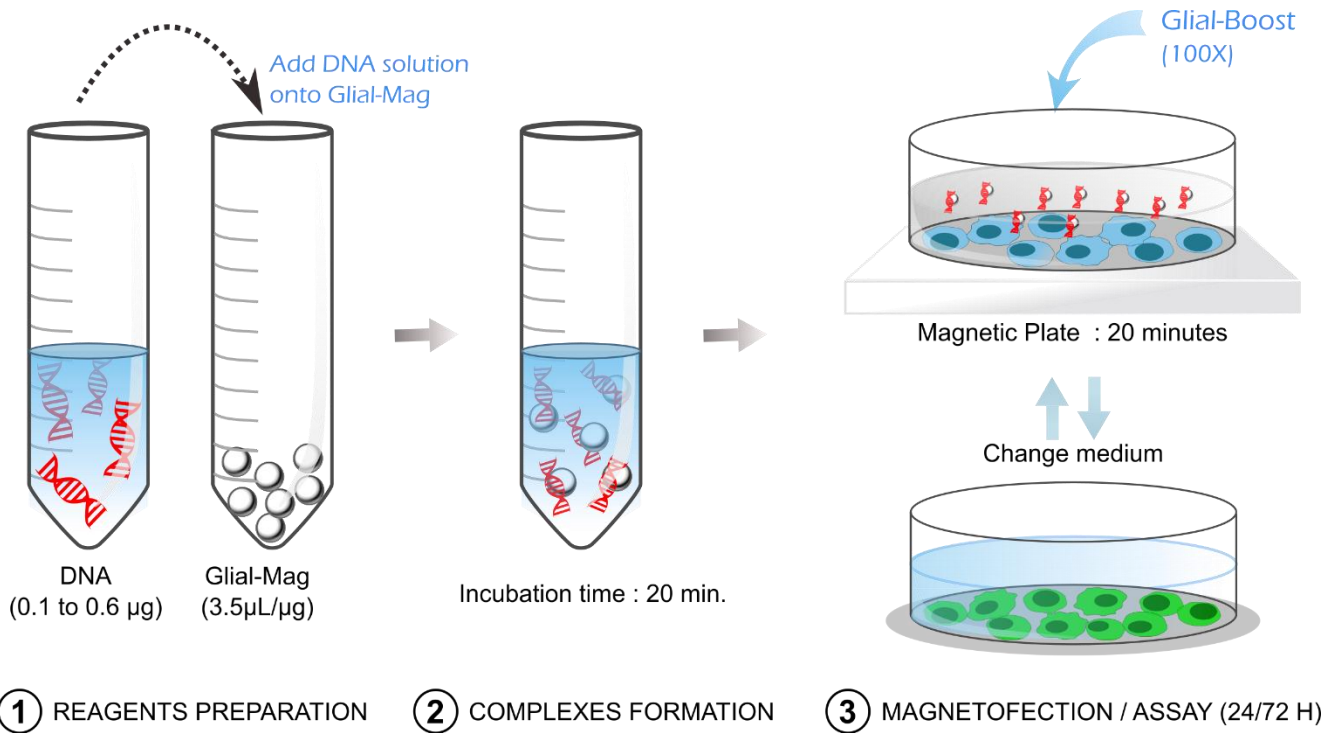 Add DNA solution
onto Glial-Mag
Glial-Boost
(100X)
DNA
(0.1 to 0.6 µg)
Glial-Mag
(3.5µL/µg)
Incubation time : 20 min.
Magnetic Plate : 20 minutes
Change medium
1 REAGENTS PREPARATION
2 COMPLEXES FORMATION
3 MAGNETOFECTION / ASSAY (24/72 H)